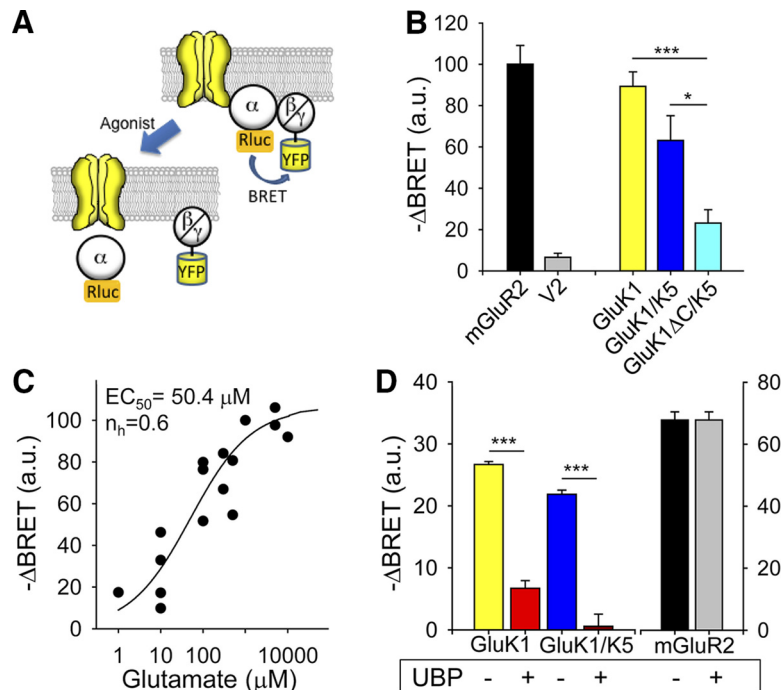 A
α
β
γ
Rluc
YFP
BRET
Agonist
α
Rluc
β
γ
YFP
B
-ΔBRET (a.u.)
120
100
80
60
40
20
0
***
*
mGluR2
V2
GluK1
GluK1/K5
GluK1ΔC/K5
C
EC50= 50.4 μM
nh=0.6
-ΔBRET (a.u.)
100
80
60
40
20
0
1 10 100 1000 10000
Glutamate (μM)
D
-ΔBRET (a.u.)
40
30
20
10
0
***
***
80
60
40
20
0
GluK1 GluK1/K5 mGluR2
UBP - + - + - +